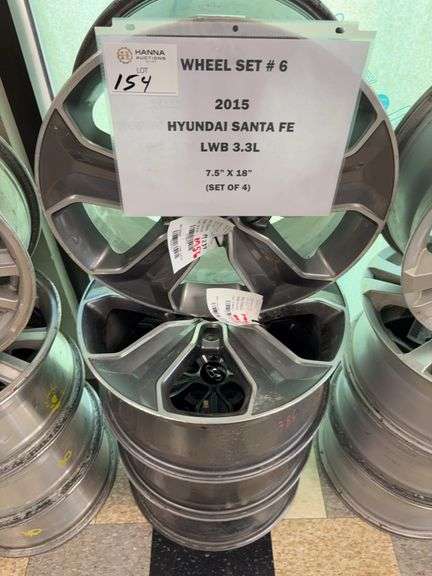 HANNA
AUCTIONS
LOT
154
WHEEL SET # 6
2015
HYUNDAI SANTA FE
LWB 3.3L
7.5" X 18"
(SET OF 4)